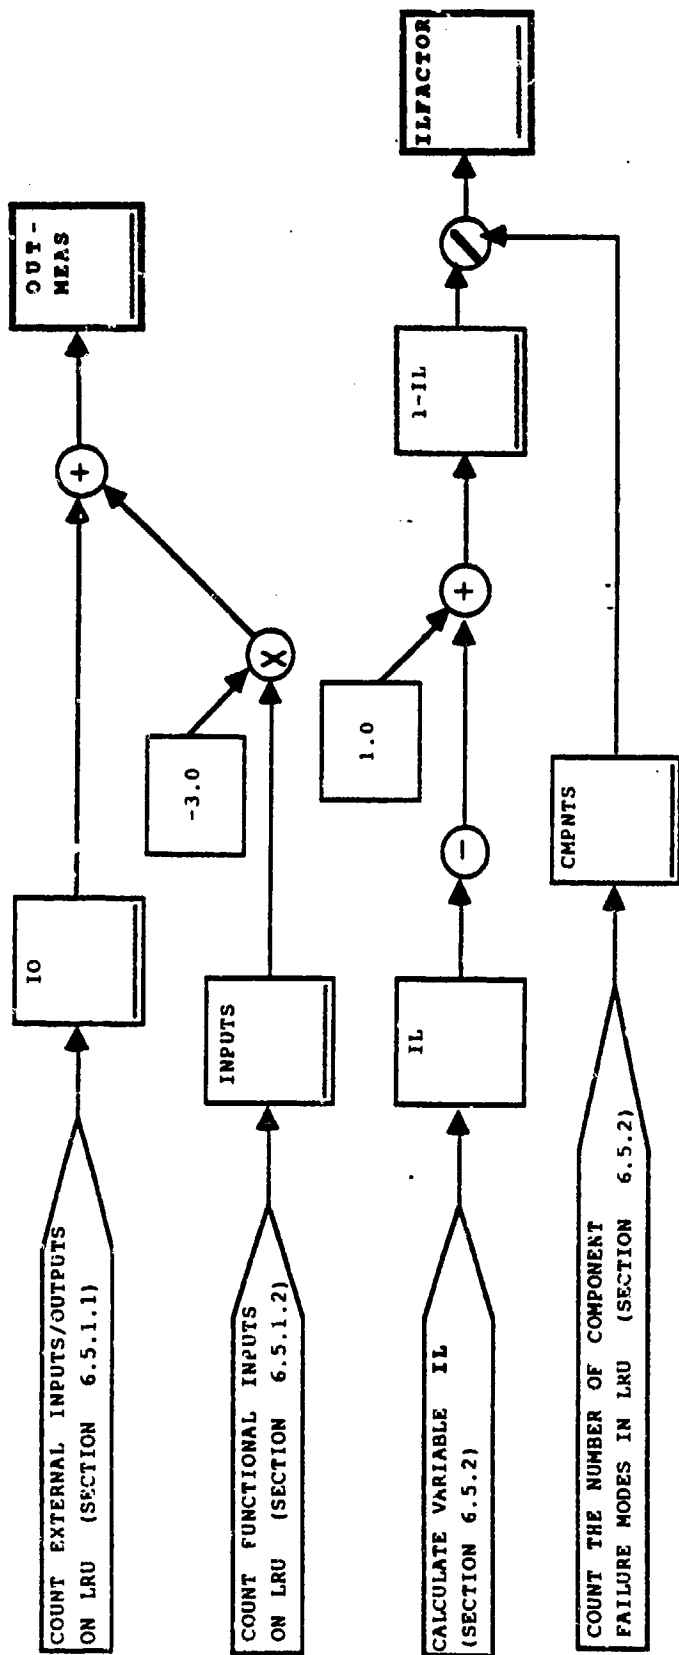 COUNT EXTERNAL INPUTS/OUTPUTS
ON LRU (SECTION 6.5.1.1)
IO
+
OUT-
MEAS
COUNT FUNCTIONAL INPUTS
ON LRU (SECTION 6.5.1.2)
INPUTS
-3.0
X
CALCULATE VARIABLE IL
(SECTION 6.5.2)
IL
-
1.0
+
1-IL
ILFACTOR
COUNT THE NUMBER OF COMPONENT
FAILURE MODES IN LRU (SECTION 6.5.2)
CMPNTS